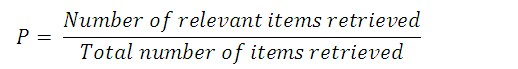 P = Number of relevant items retrieved
Total number of items retrieved